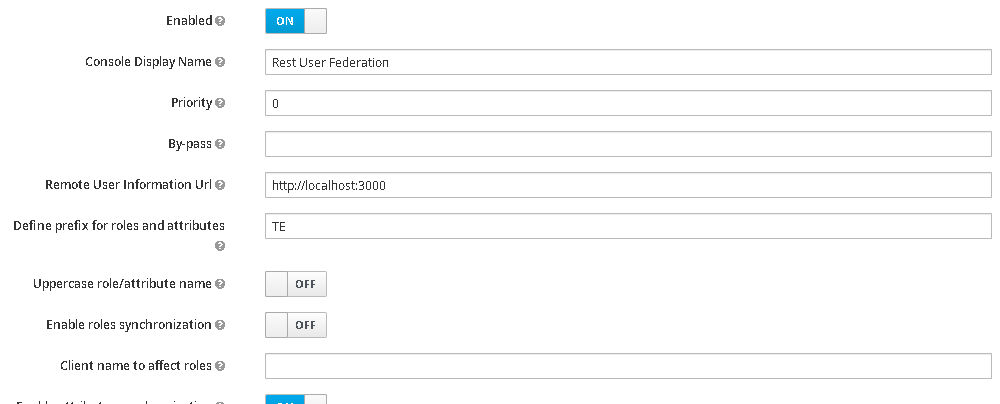 Enabled
ON
Console Display Name
Rest User Federation
Priority
0
By-pass
Remote User Information Url
http://localhost:3000
Define prefix for roles and attributes
TE
Uppercase role/attribute name
OFF
Enable roles synchronization
OFF
Client name to affect roles